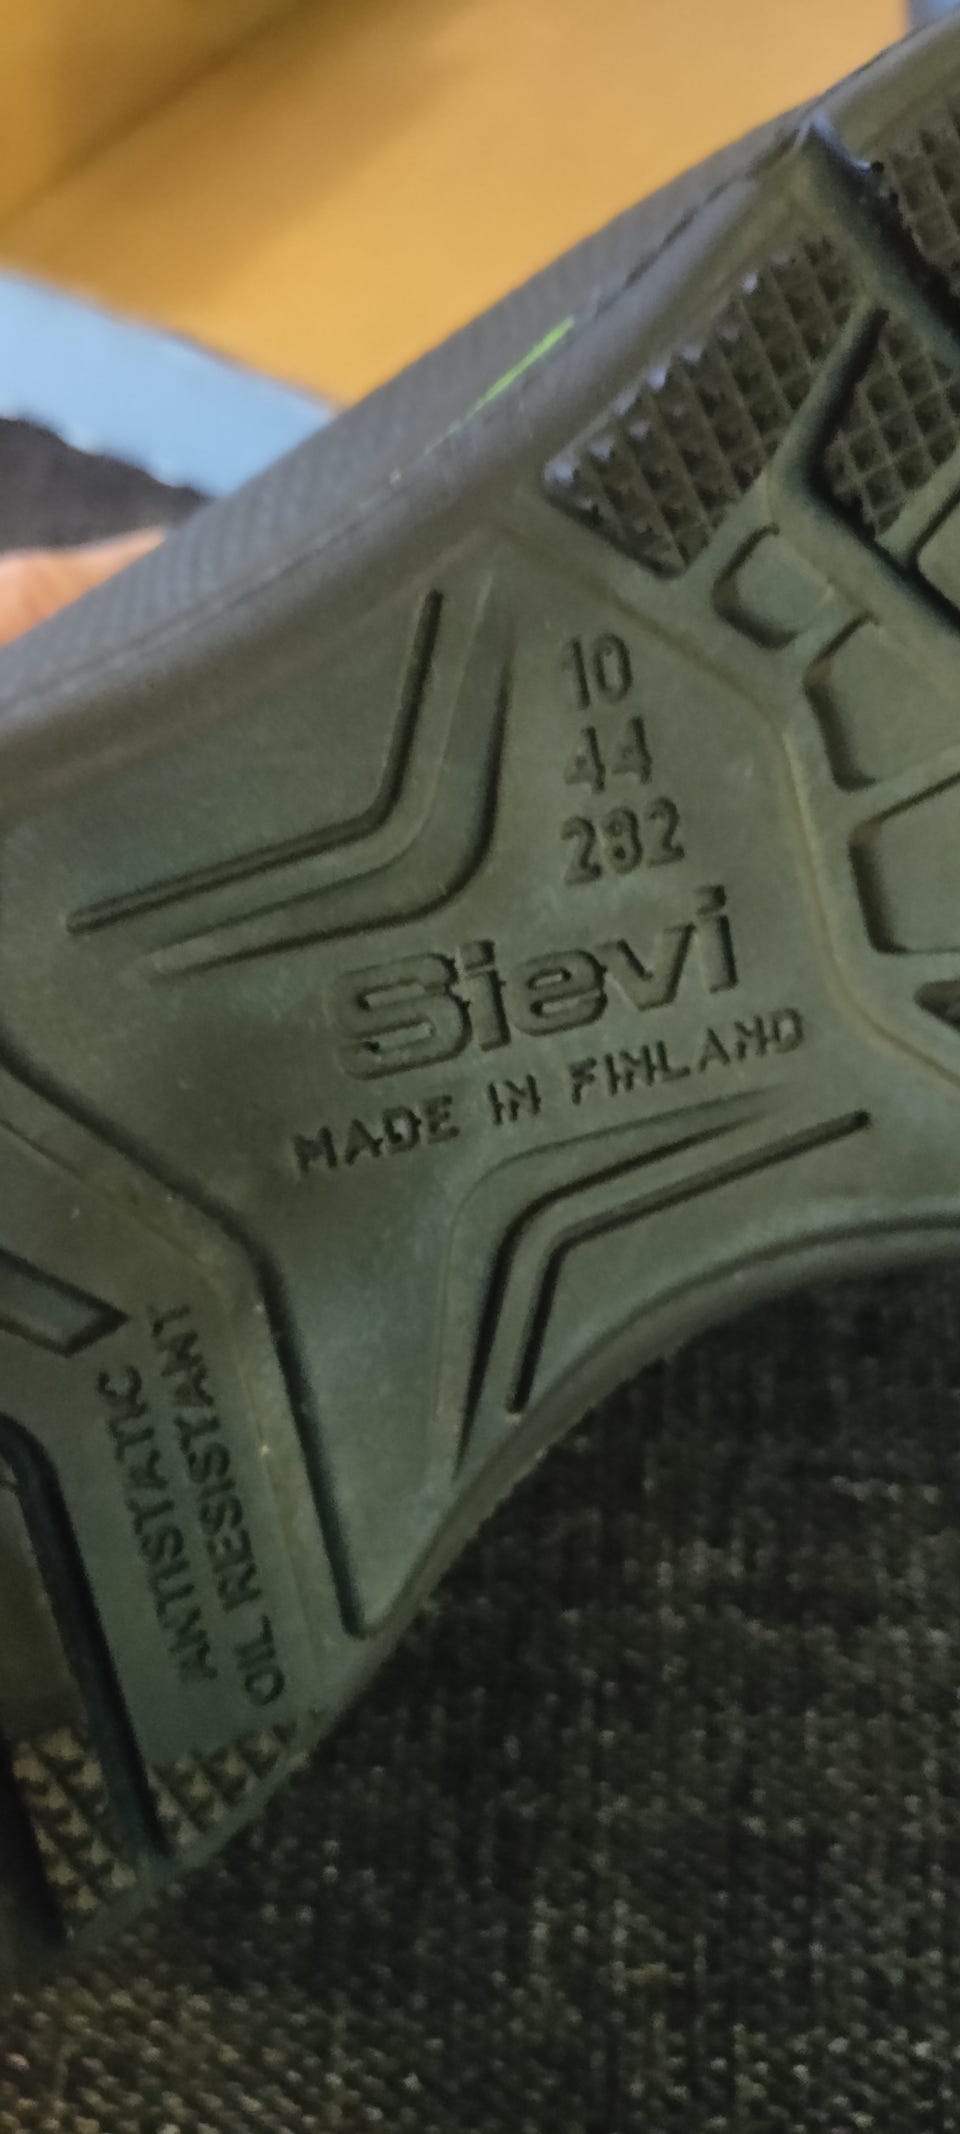 10
44
282
Sievi
MADE IN FINLAND
ANTISTATIC
OIL RESISTANT